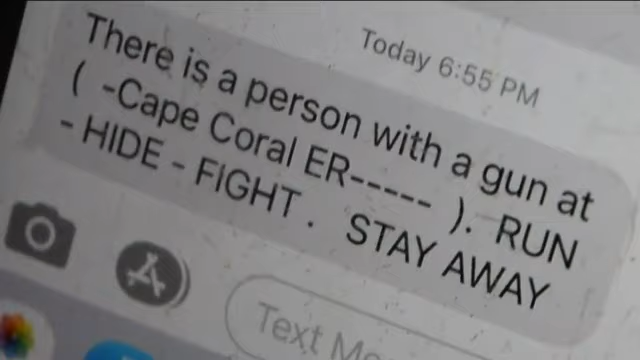 Today 6:55 PM
There is a person with a gun at
( -Cape Coral ER----- ). RUN
- HIDE - FIGHT . STAY AWAY
Text Me